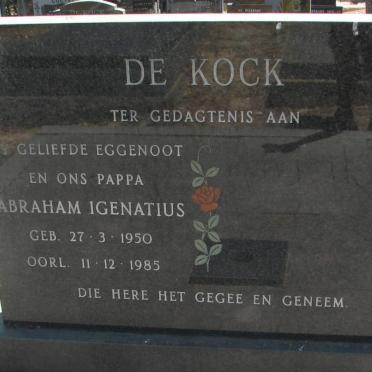 DE KOCK
TER GEDAGTENIS AAN
GELIEFDE EGGENOOT
EN ONS PAPPA
ABRAHAM IGENATIUS
GEB. 27 · 3 · 1950
OORL. 11 · 12 · 1985
DIE HERE HET GEGEE EN GENEEM.